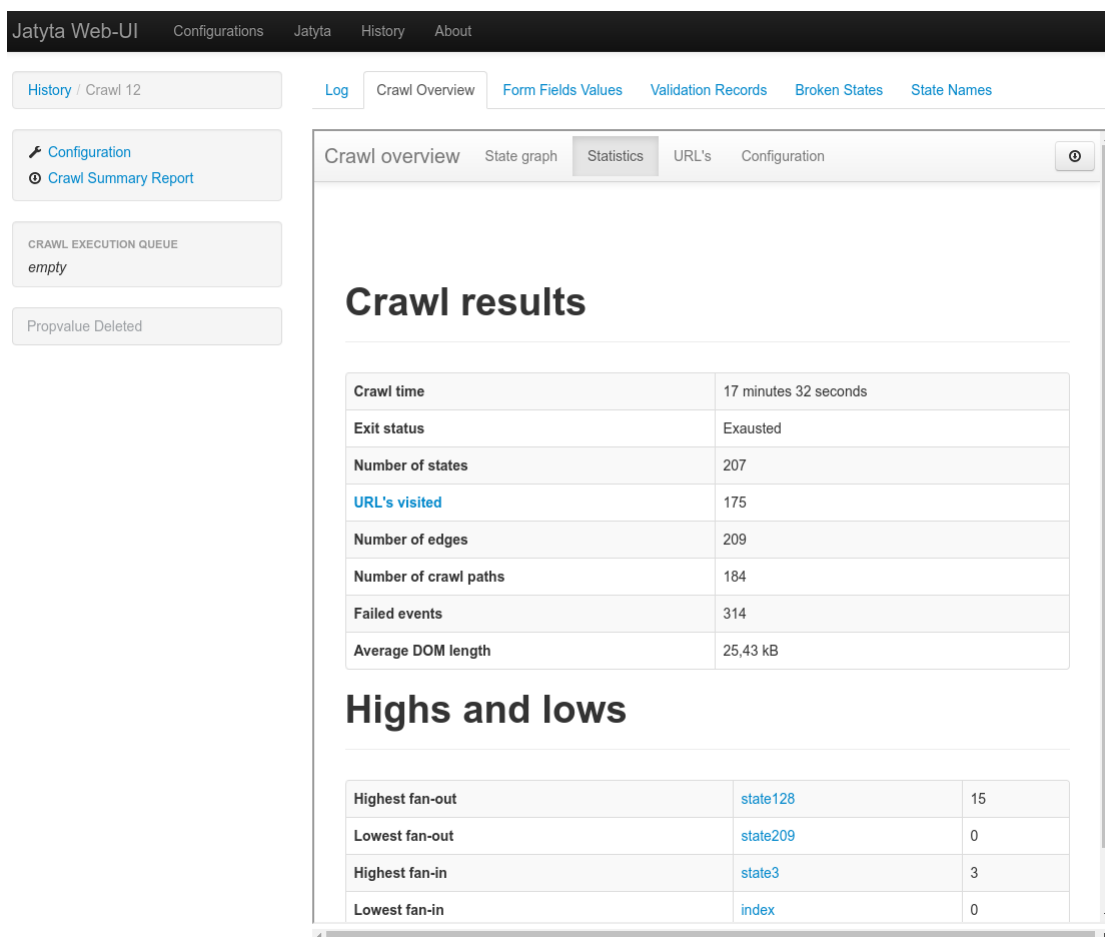 Jatyta Web-UI Configurations Jatyta History About
History / Crawl 12
Configuration
Crawl Summary Report
CRAWL EXECUTION QUEUE
empty
Propvalue Deleted
Log Crawl Overview Form Fields Values Validation Records Broken States State Names
Crawl overview State graph Statistics URL's Configuration
Crawl results
Crawl time 17 minutes 32 seconds
Exit status Exausted
Number of states 207
URL's visited 175
Number of edges 209
Number of crawl paths 184
Failed events 314
Average DOM length 25,43 kB
Highs and lows
Highest fan-out state128 15
Lowest fan-out state209 0
Highest fan-in state3 3
Lowest fan-in index 0